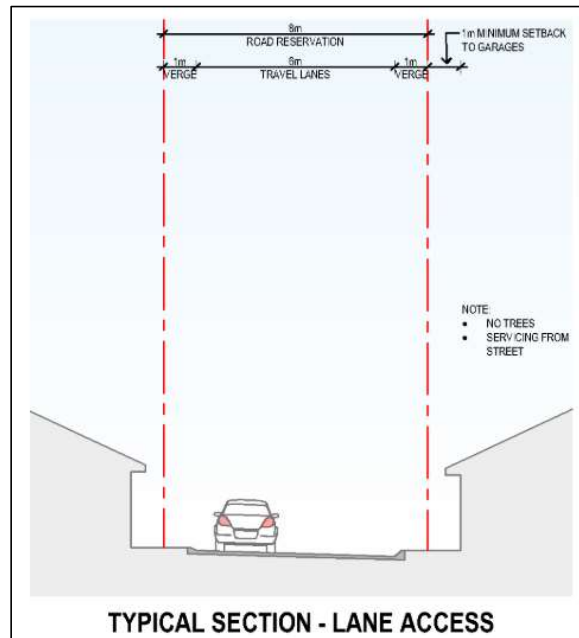 8m
ROAD RESERVATION
1m MINIMUM SETBACK
TO GARAGES
1m
VERGE
6m
TRAVEL LANES
1m
VERGE
NOTE:
• NO TREES
• SERVICING FROM
STREET
TYPICAL SECTION - LANE ACCESS